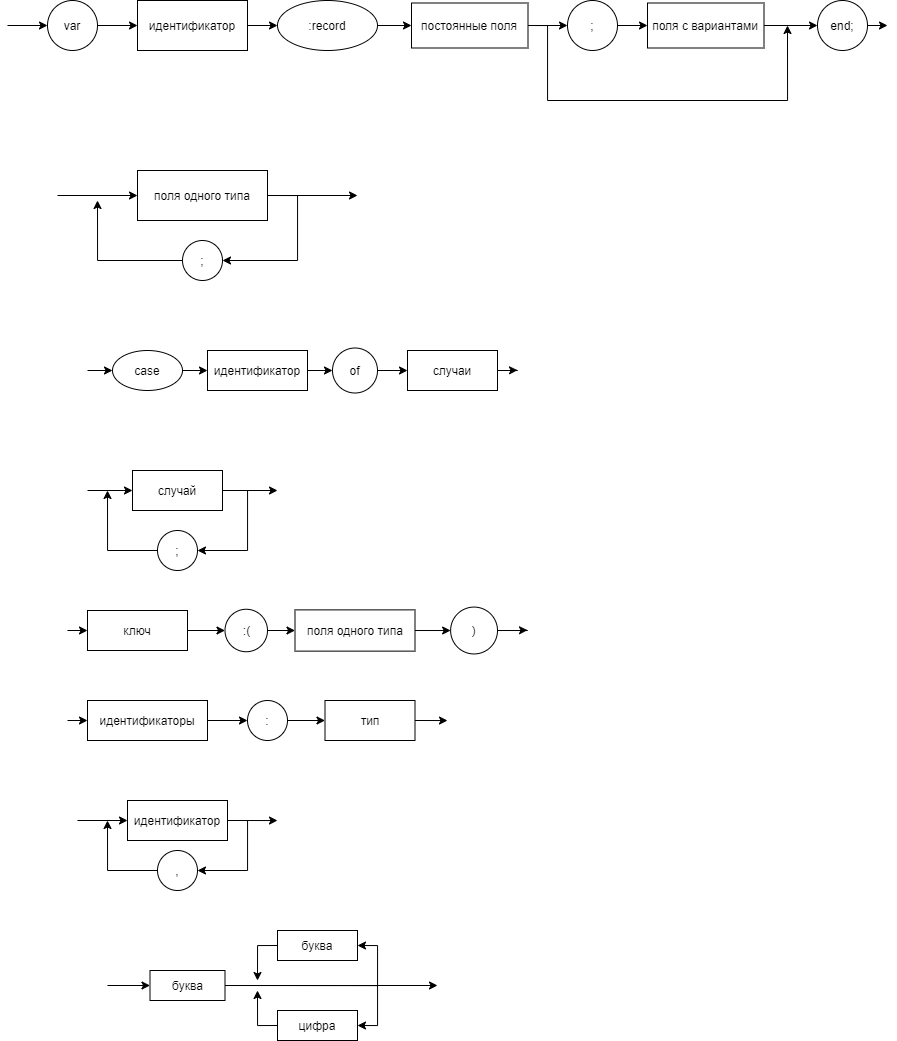 var идентификатор :record постоянные поля ; поля с вариантами end;
поля одного типа
;
case идентификатор of случаи
случай
;
ключ :( поля одного типа )
идентификаторы : тип
идентификатор
,
буква
буква
цифра